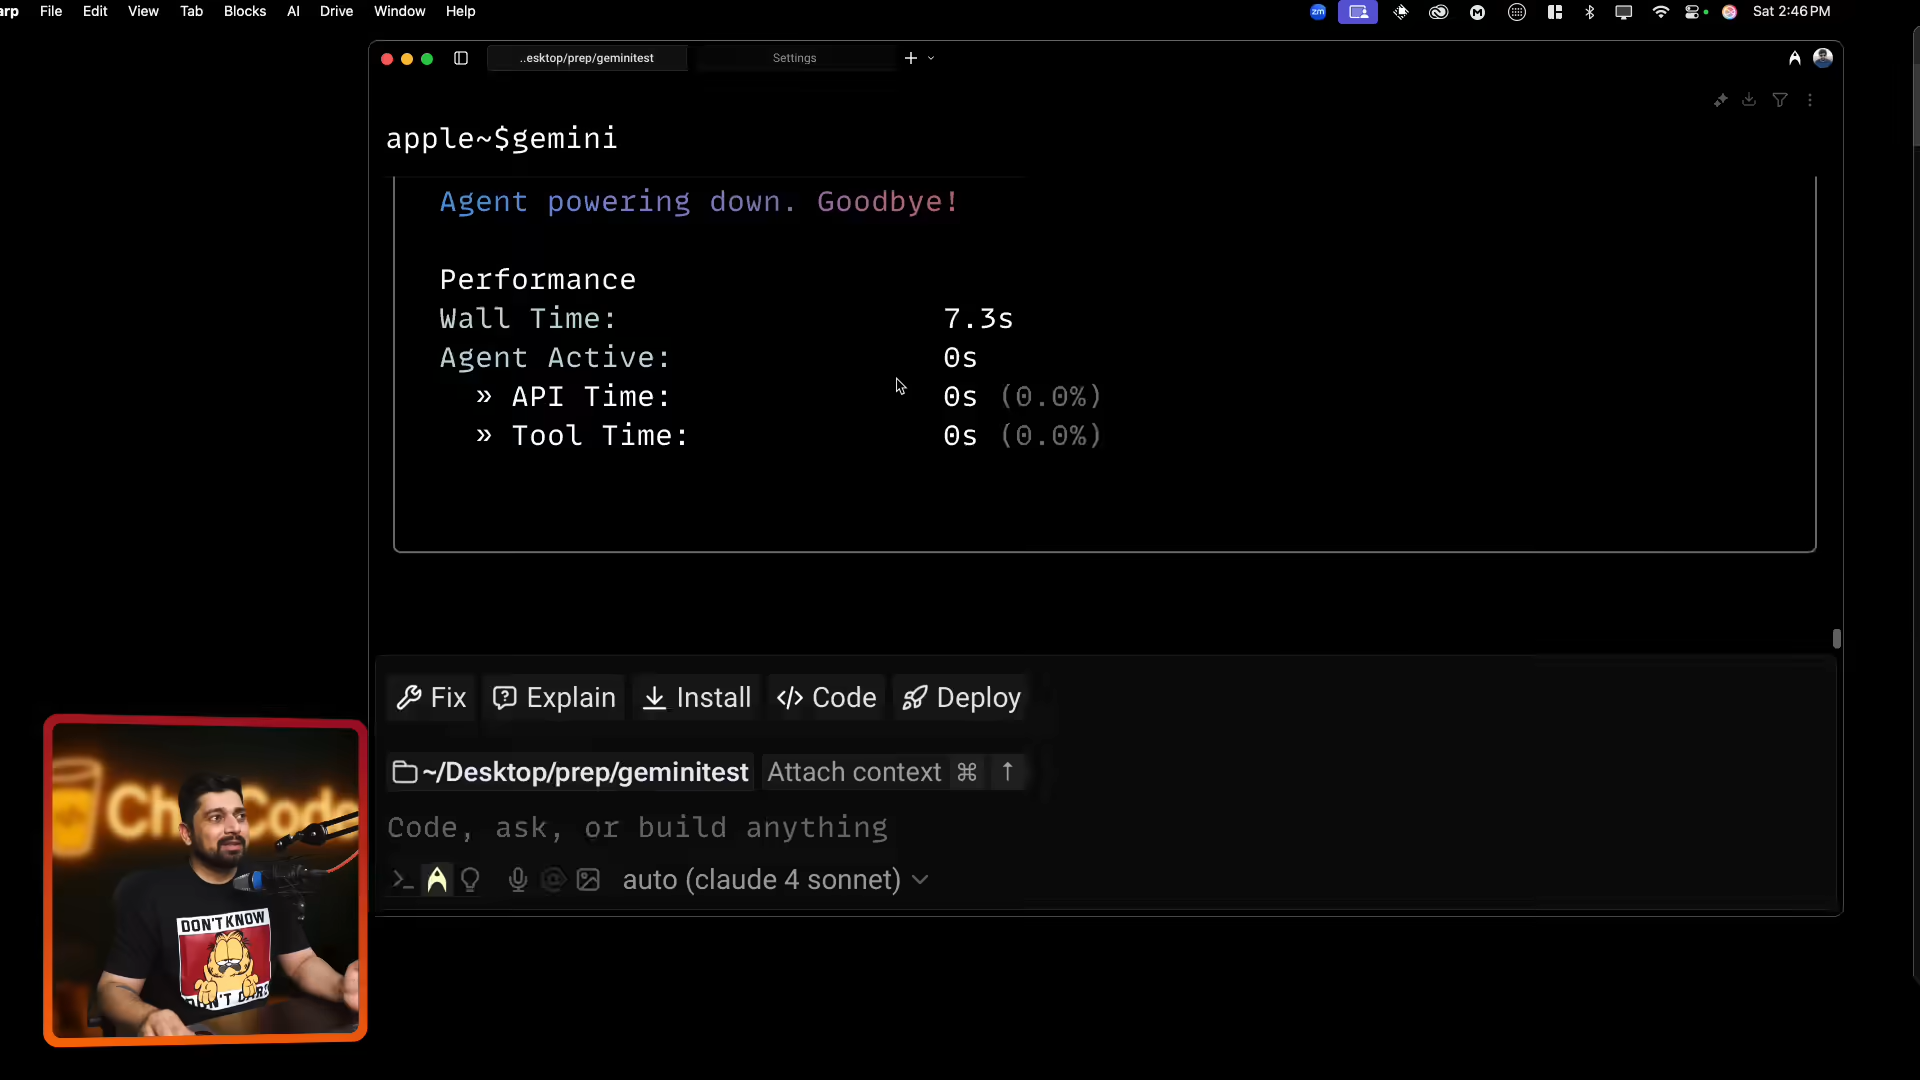 arp File Edit View Tab Blocks AI Drive Window Help
zm
Sat 2:46 PM
..esktop/prep/geminitest Settings
apple~$gemini
Agent powering down. Goodbye!
Performance
Wall Time: 7.3s
Agent Active: 0s
» API Time: 0s (0.0%)
» Tool Time: 0s (0.0%)
Fix Explain Install Code Deploy
~/Desktop/prep/geminitest Attach context ⌘ ↑
Code, ask, or build anything
auto (claude 4 sonnet)
DON'T KNOW